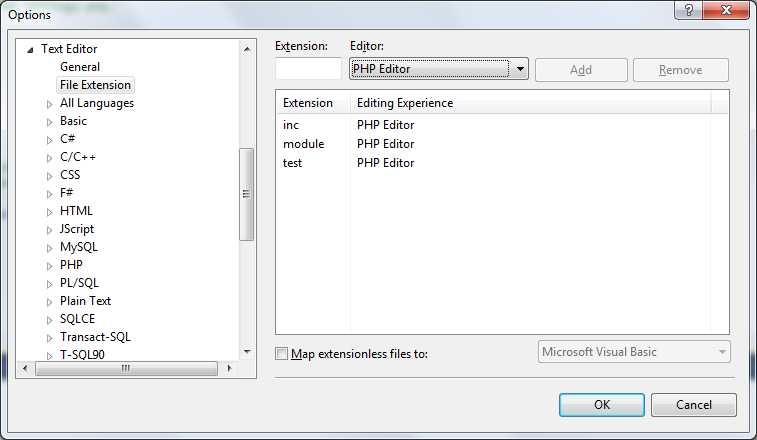 Options
Text Editor
General
File Extension
All Languages
Basic
C#
C/C++
CSS
F#
HTML
JScript
MySQL
PHP
PL/SQL
Plain Text
SQLCE
Transact-SQL
T-SQL90
Extension: Editor:
PHP Editor Add Remove
Extension Editing Experience
inc PHP Editor
module PHP Editor
test PHP Editor
Map extensionless files to: Microsoft Visual Basic
OK Cancel